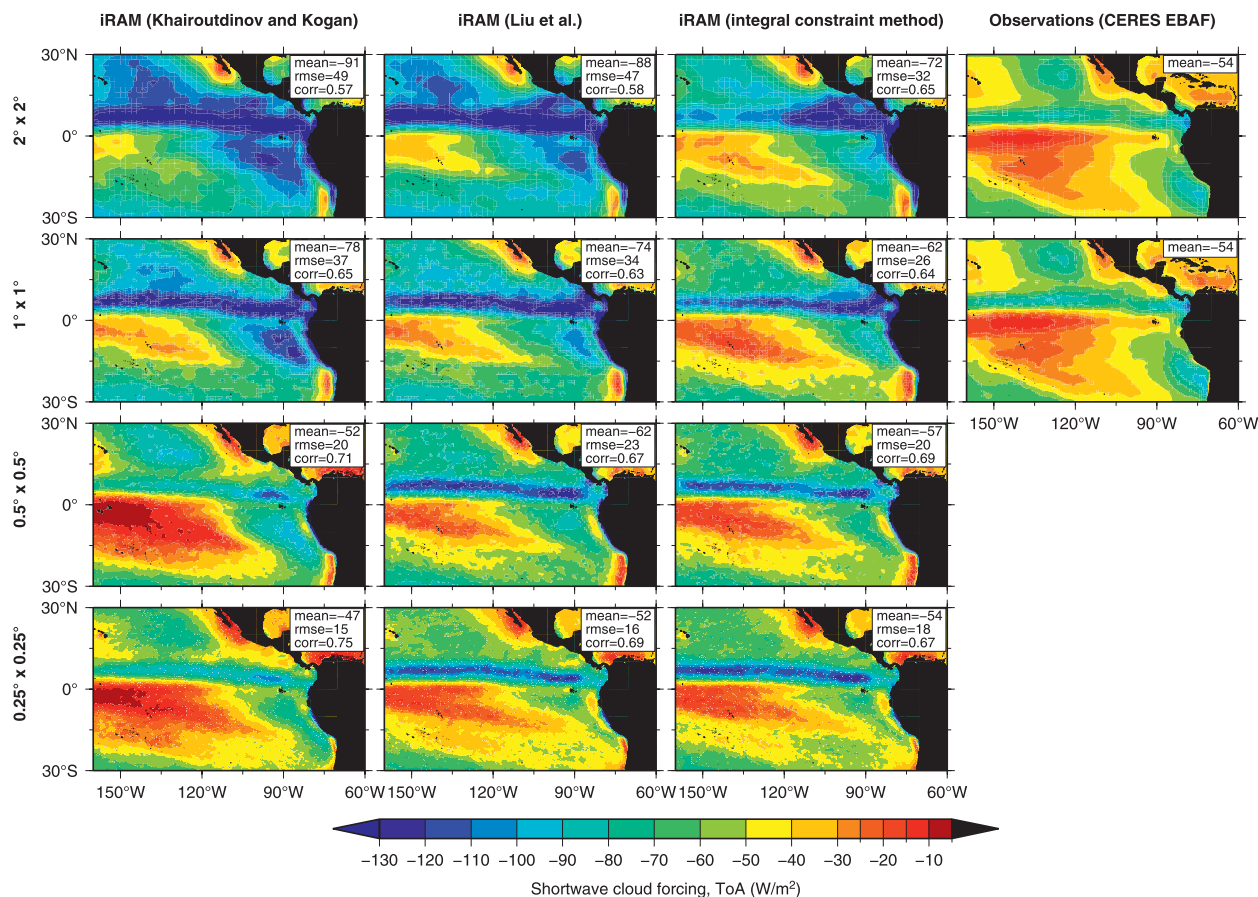 iRAM (Khairoutdinov and Kogan)
iRAM (Liu et al.)
iRAM (integral constraint method)
Observations (CERES EBAF)
2° x 2°
30°N
0°
30°S
mean=−91
rmse=49
corr=0.57
mean=−88
rmse=47
corr=0.58
mean=−72
rmse=32
corr=0.65
mean=−54
1° x 1°
30°N
0°
30°S
mean=−78
rmse=37
corr=0.65
mean=−74
rmse=34
corr=0.63
mean=−62
rmse=26
corr=0.64
mean=−54
150°W 120°W 90°W 60°W
0.5° x 0.5°
30°N
0°
30°S
mean=−52
rmse=20
corr=0.71
mean=−62
rmse=23
corr=0.67
mean=−57
rmse=20
corr=0.69
0.25° x 0.25°
30°N
0°
30°S
mean=−47
rmse=15
corr=0.75
mean=−52
rmse=16
corr=0.69
mean=−54
rmse=18
corr=0.67
150°W 120°W 90°W 60°W 150°W 120°W 90°W 60°W 150°W 120°W 90°W 60°W
−130 −120 −110 −100 −90 −80 −70 −60 −50 −40 −30 −20 −10
Shortwave cloud forcing, ToA (W/m²)